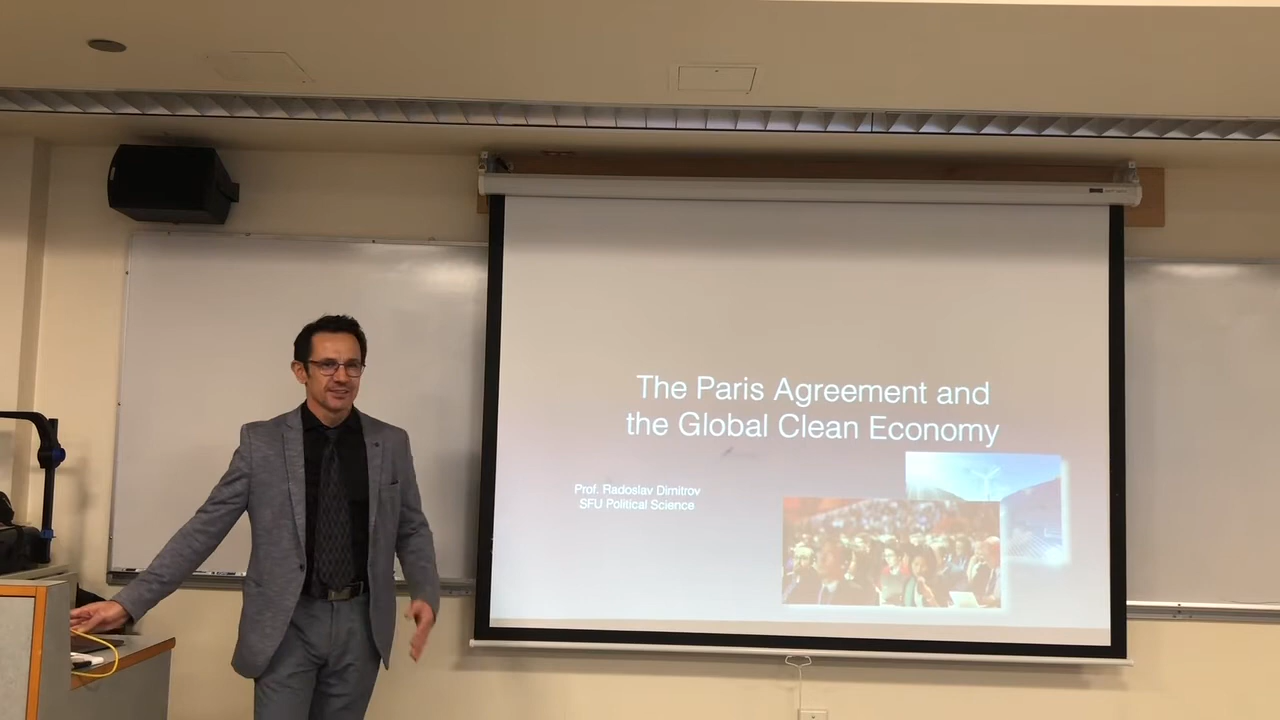 The Paris Agreement and
the Global Clean Economy
Prof. Radoslav Dimitrov
SFU Political Science